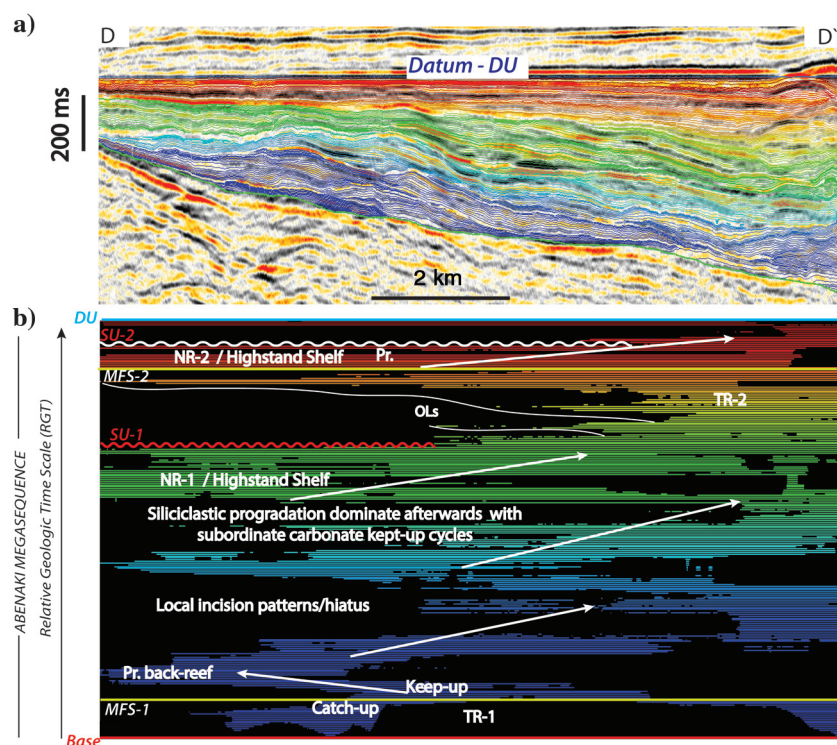 a)
D
D`
Datum - DU
200 ms
2 km
b)
DU
SU-2
NR-2 / Highstand Shelf Pr.
MFS-2
TR-2
OLs
SU-1
NR-1 / Highstand Shelf
Siliciclastic progradation dominate afterwards with
subordinate carbonate kept-up cycles
Local incision patterns/hiatus
Pr. back-reef
Keep-up
MFS-1
Catch-up
TR-1
Base
ABENAKI MEGASEQUENCE
Relative Geologic Time Scale (RGT)